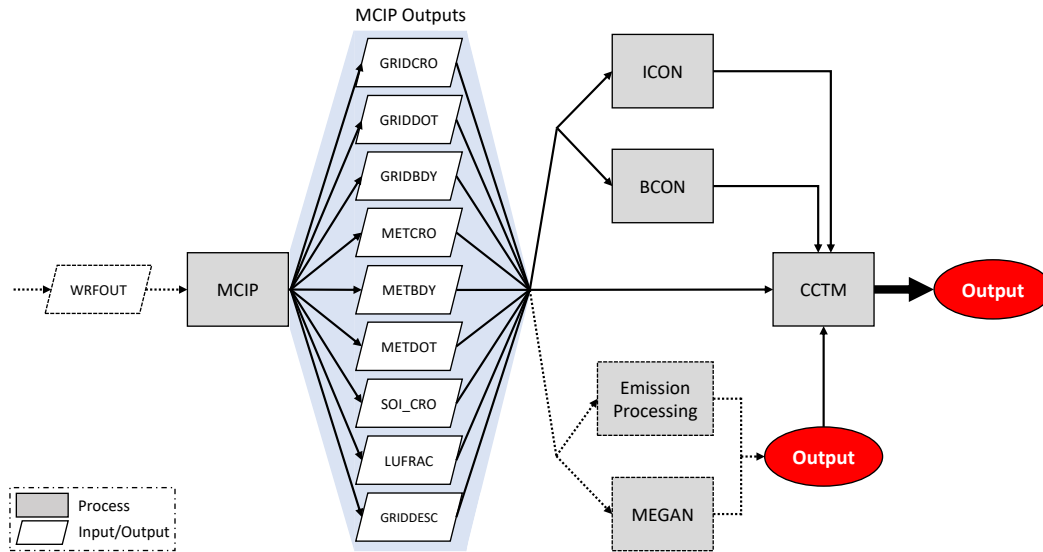 MCIP Outputs
GRIDCRO
GRIDDOT
GRIDBDY
METCRO
METBDY
METDOT
SOI_CRO
LUFRAC
GRIDDESC
WRFOUT
MCIP
ICON
BCON
CCTM
Output
Emission
Processing
MEGAN
Output
Process
Input/Output